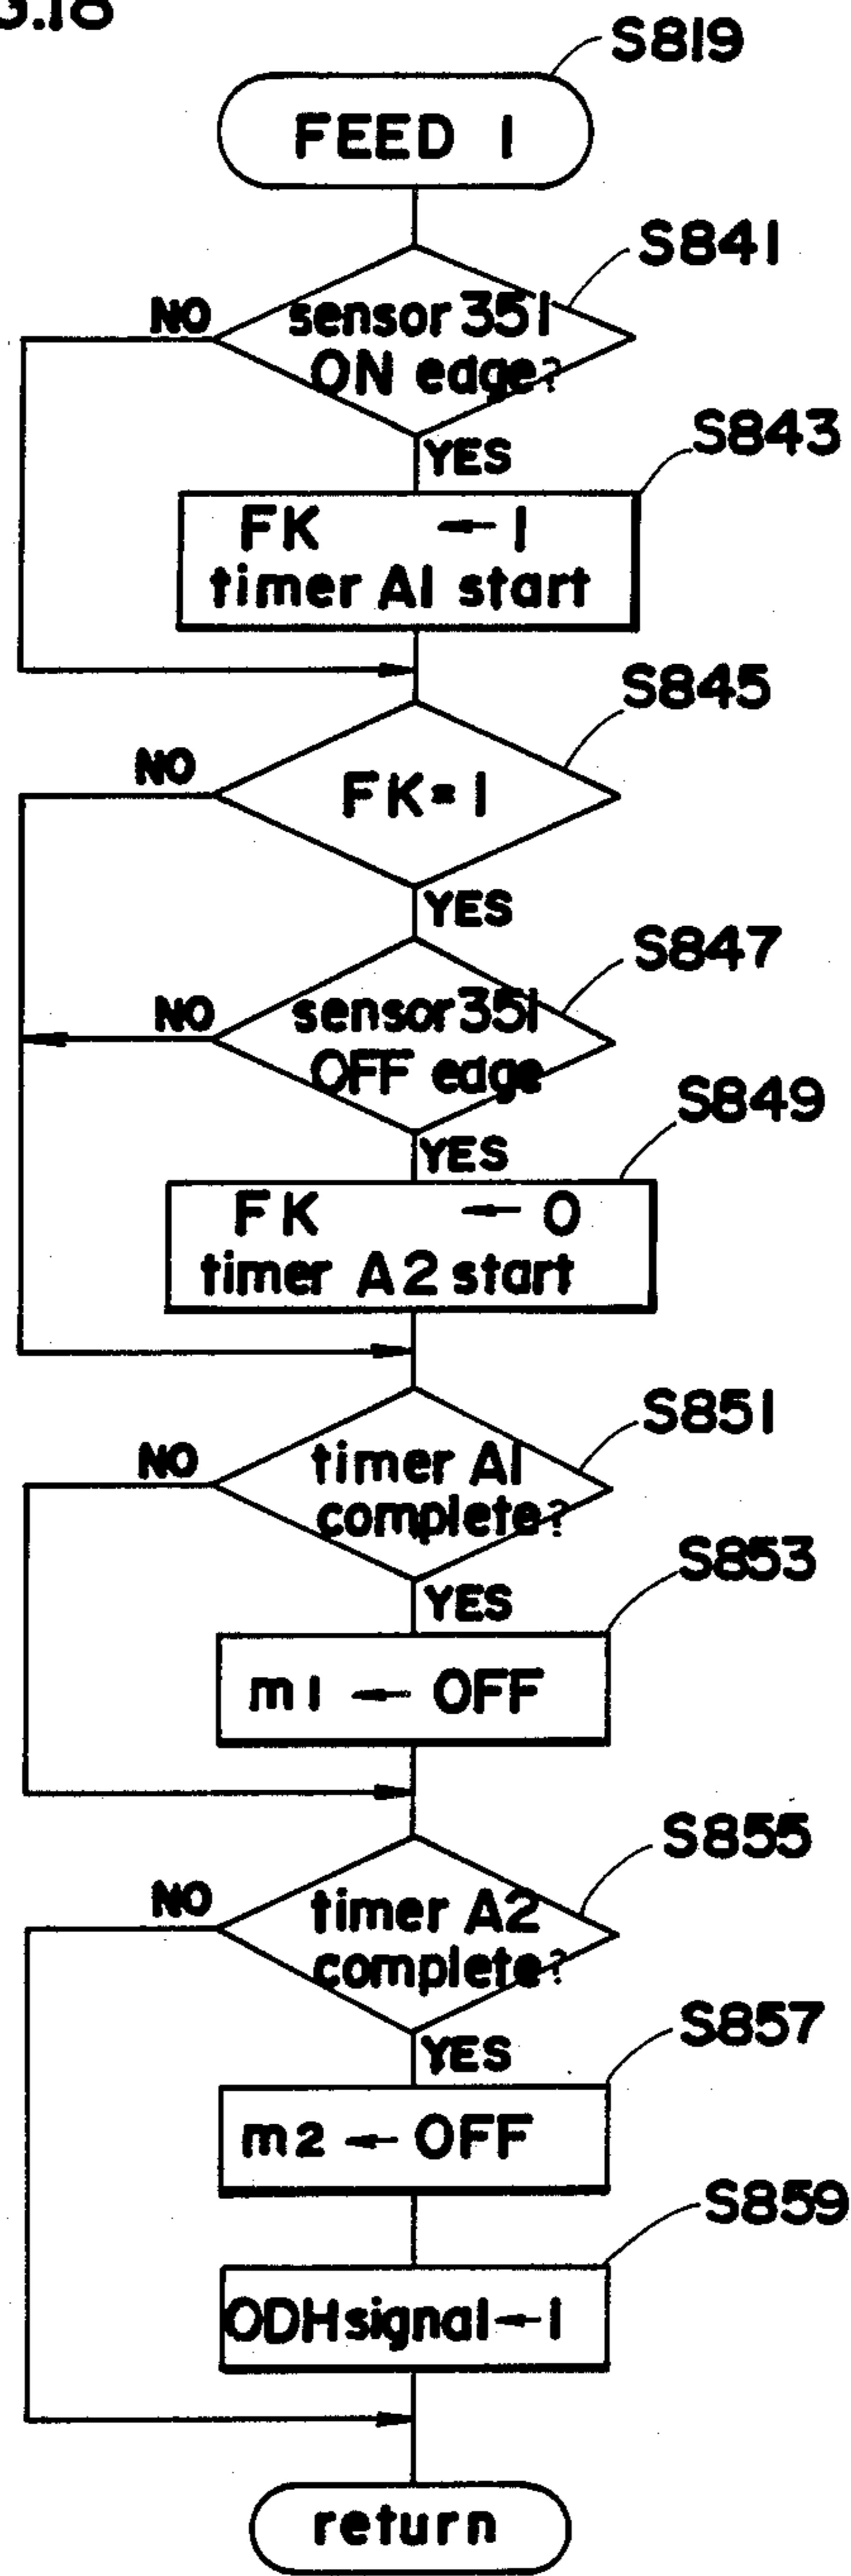 G.18
S819
FEED 1
S841
NO
sensor 351
ON edge?
YES
S843
FK ← 1
timer A1 start
S845
NO
FK=1
YES
S847
NO
sensor 351
OFF edge
S849
YES
FK ← 0
timer A2 start
S851
NO
timer A1
complete?
S853
YES
m1 ← OFF
S855
NO
timer A2
complete?
S857
YES
m2 ← OFF
S859
ODH signal ← 1
return